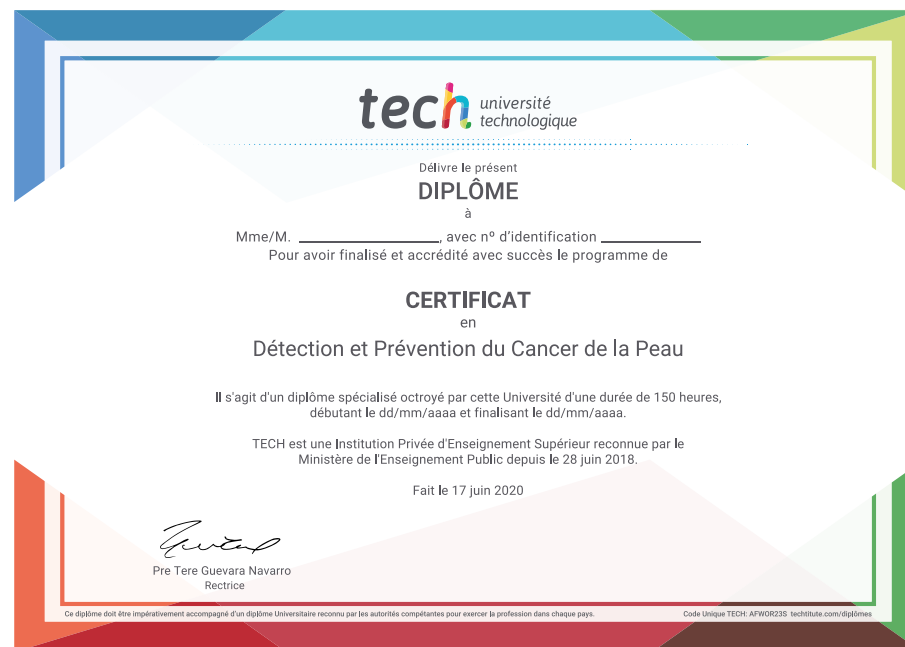 tech université
technologique
Délivre le présent
DIPLÔME
à
Mme/M. ____________________, avec nº d'identification ______________
Pour avoir finalisé et accrédité avec succès le programme de
CERTIFICAT
en
Détection et Prévention du Cancer de la Peau
Il s'agit d'un diplôme spécialisé octroyé par cette Université d'une durée de 150 heures,
débutant le dd/mm/aaaa et finalisant le dd/mm/aaaa.
TECH est une Institution Privée d'Enseignement Supérieur reconnue par le
Ministère de l'Enseignement Public depuis le 28 juin 2018.
Fait le 17 juin 2020
Pre Tere Guevara Navarro
Rectrice
Ce diplôme doit être impérativement accompagné d'un diplôme Universitaire reconnu par les autorités compétantes pour exercer la profession dans chaque pays.
Code Unique TECH: AFWOR23S techtitute.com/diplômes